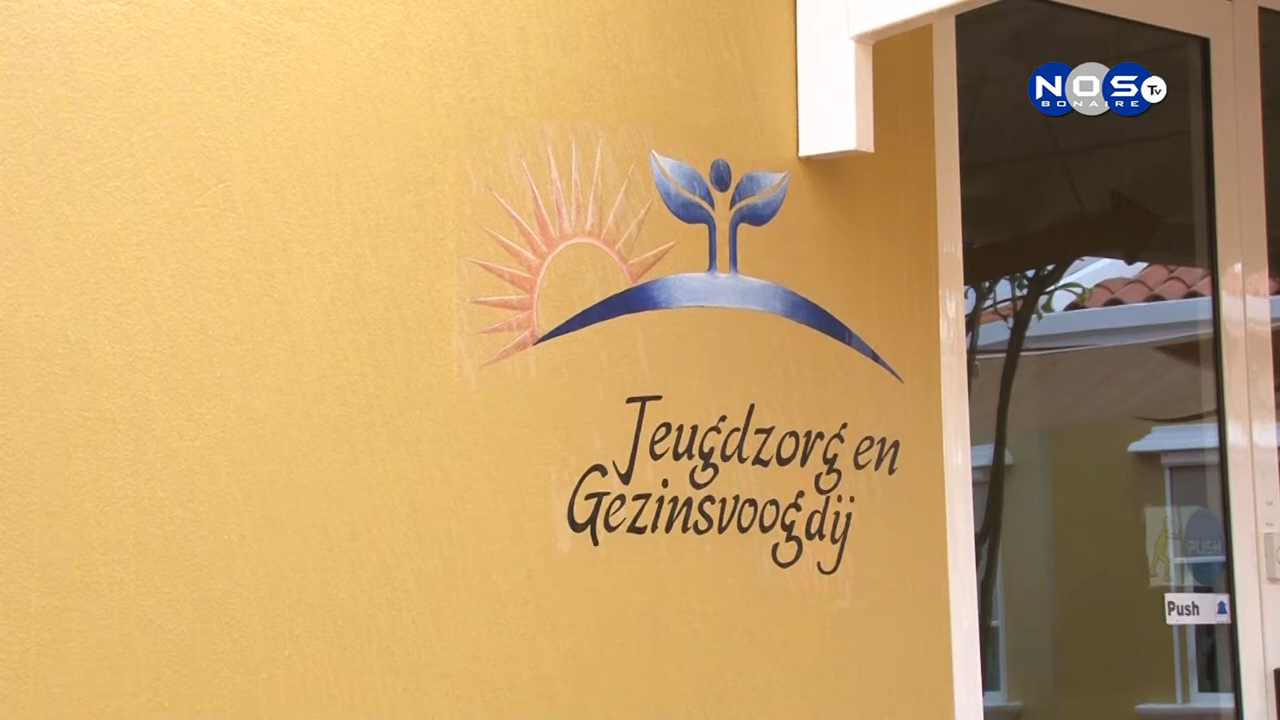 NOS TV
BONAIRE
Jeugdzorg en
Gezinsvoogdij
PUSH
Push